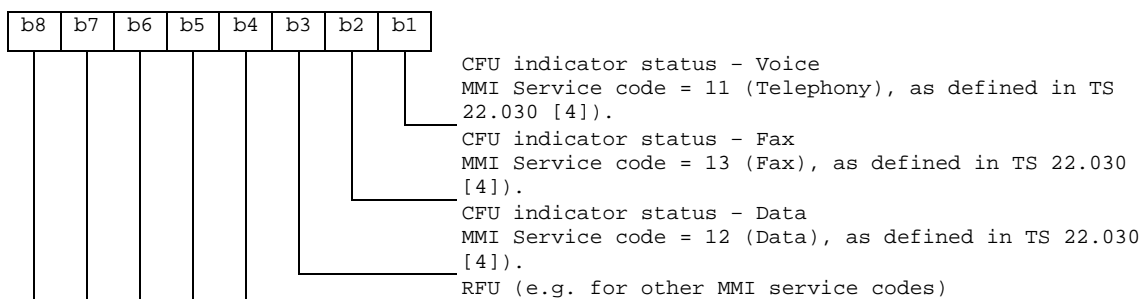 b8 b7 b6 b5 b4 b3 b2 b1
CFU indicator status – Voice
MMI Service code = 11 (Telephony), as defined in TS
22.030 [4]).
CFU indicator status – Fax
MMI Service code = 13 (Fax), as defined in TS 22.030
[4]).
CFU indicator status – Data
MMI Service code = 12 (Data), as defined in TS 22.030
[4]).
RFU (e.g. for other MMI service codes)